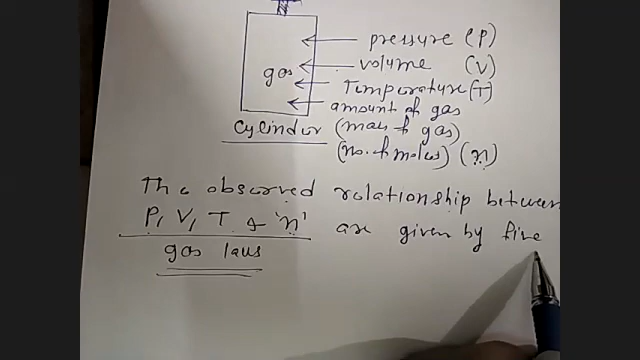 pressure (P)
volume (V)
gas
Temperature (T)
amount of gas
Cylindor (mass of gas)
(no. of moles) (n)
The observed relationship between
P, V, T & 'n' are given by five
gas laws